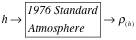 h → 1976 Standard Atmosphere → ρ(h)